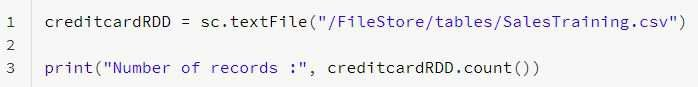 1 creditcardRDD = sc.textFile("/FileStore/tables/SalesTraining.csv")
2
3 print("Number of records :", creditcardRDD.count())